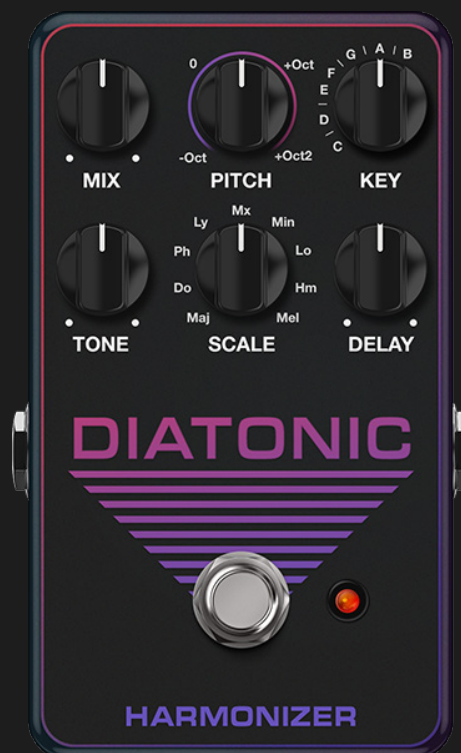 0 +Oct
-Oct +Oct2
C D E F G A B
MIX PITCH KEY
Maj Do Ph Ly Mx Min Lo Hm Mel
TONE SCALE DELAY
DIATONIC
HARMONIZER